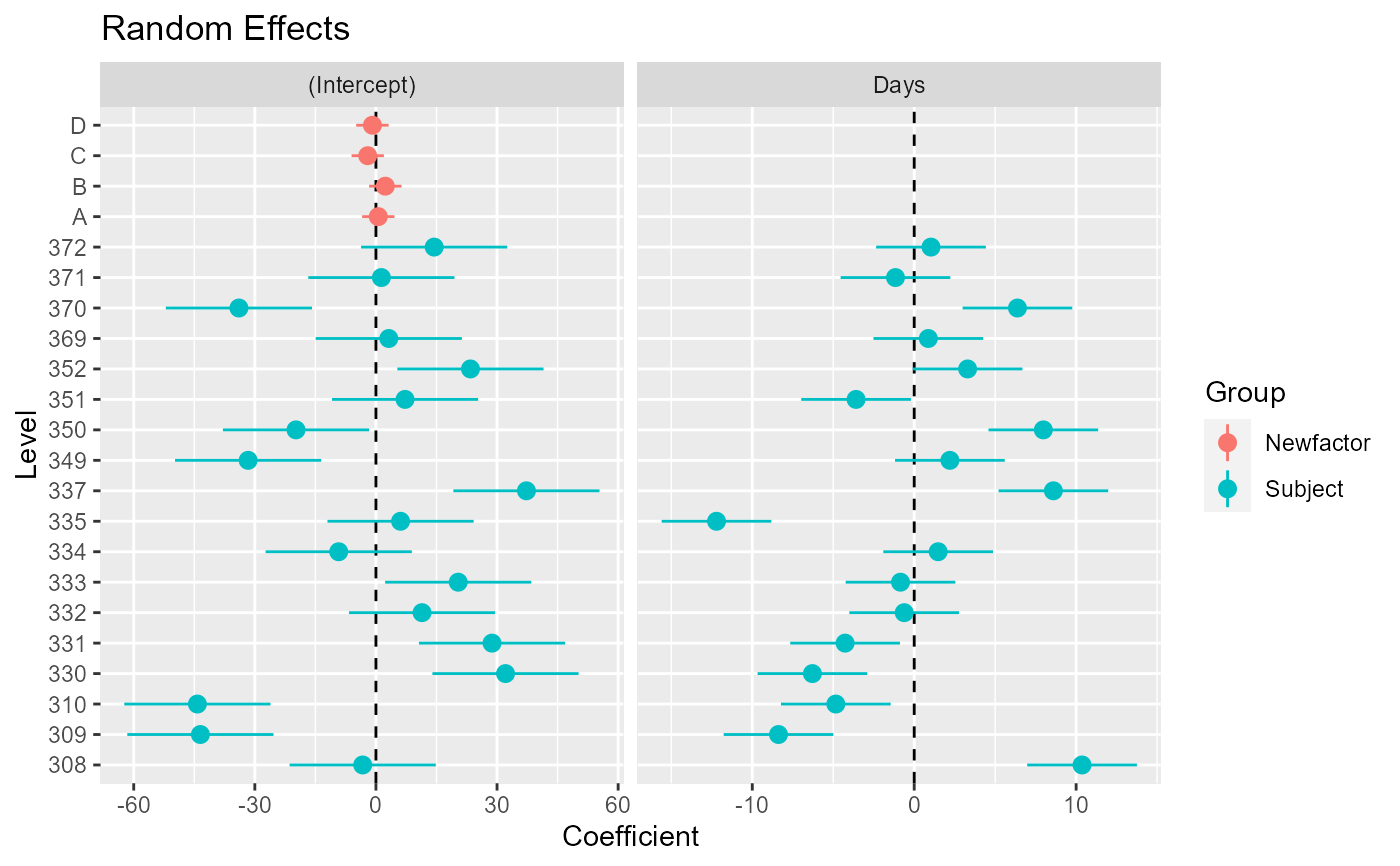 Random Effects
(Intercept) Days
D
C
B
A
372
371
370
369
352
351
350
349
337
335
334
333
332
331
330
310
309
308
Level
-60 -30 0 30 60 -10 0 10
Coefficient
Group
Newfactor
Subject